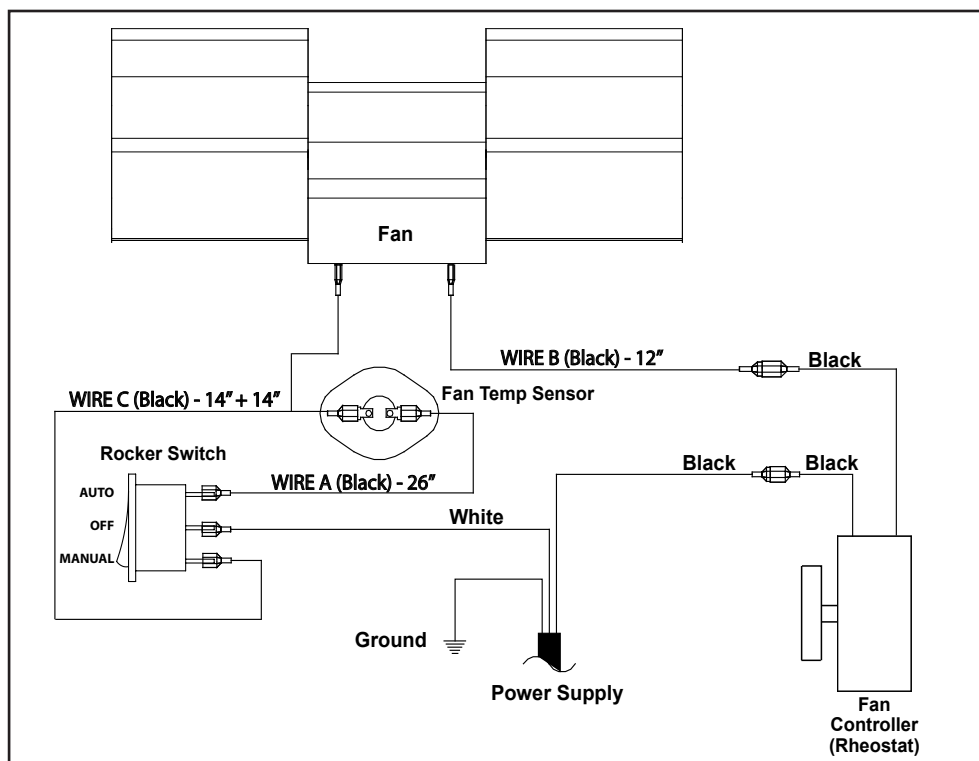 Fan
WIRE B (Black) - 12″
Black
Fan Temp Sensor
WIRE C (Black) - 14″ + 14″
Rocker Switch
AUTO
WIRE A (Black) - 26″
Black
Black
OFF
White
MANUAL
Ground
Power Supply
Fan
Controller
(Rheostat)